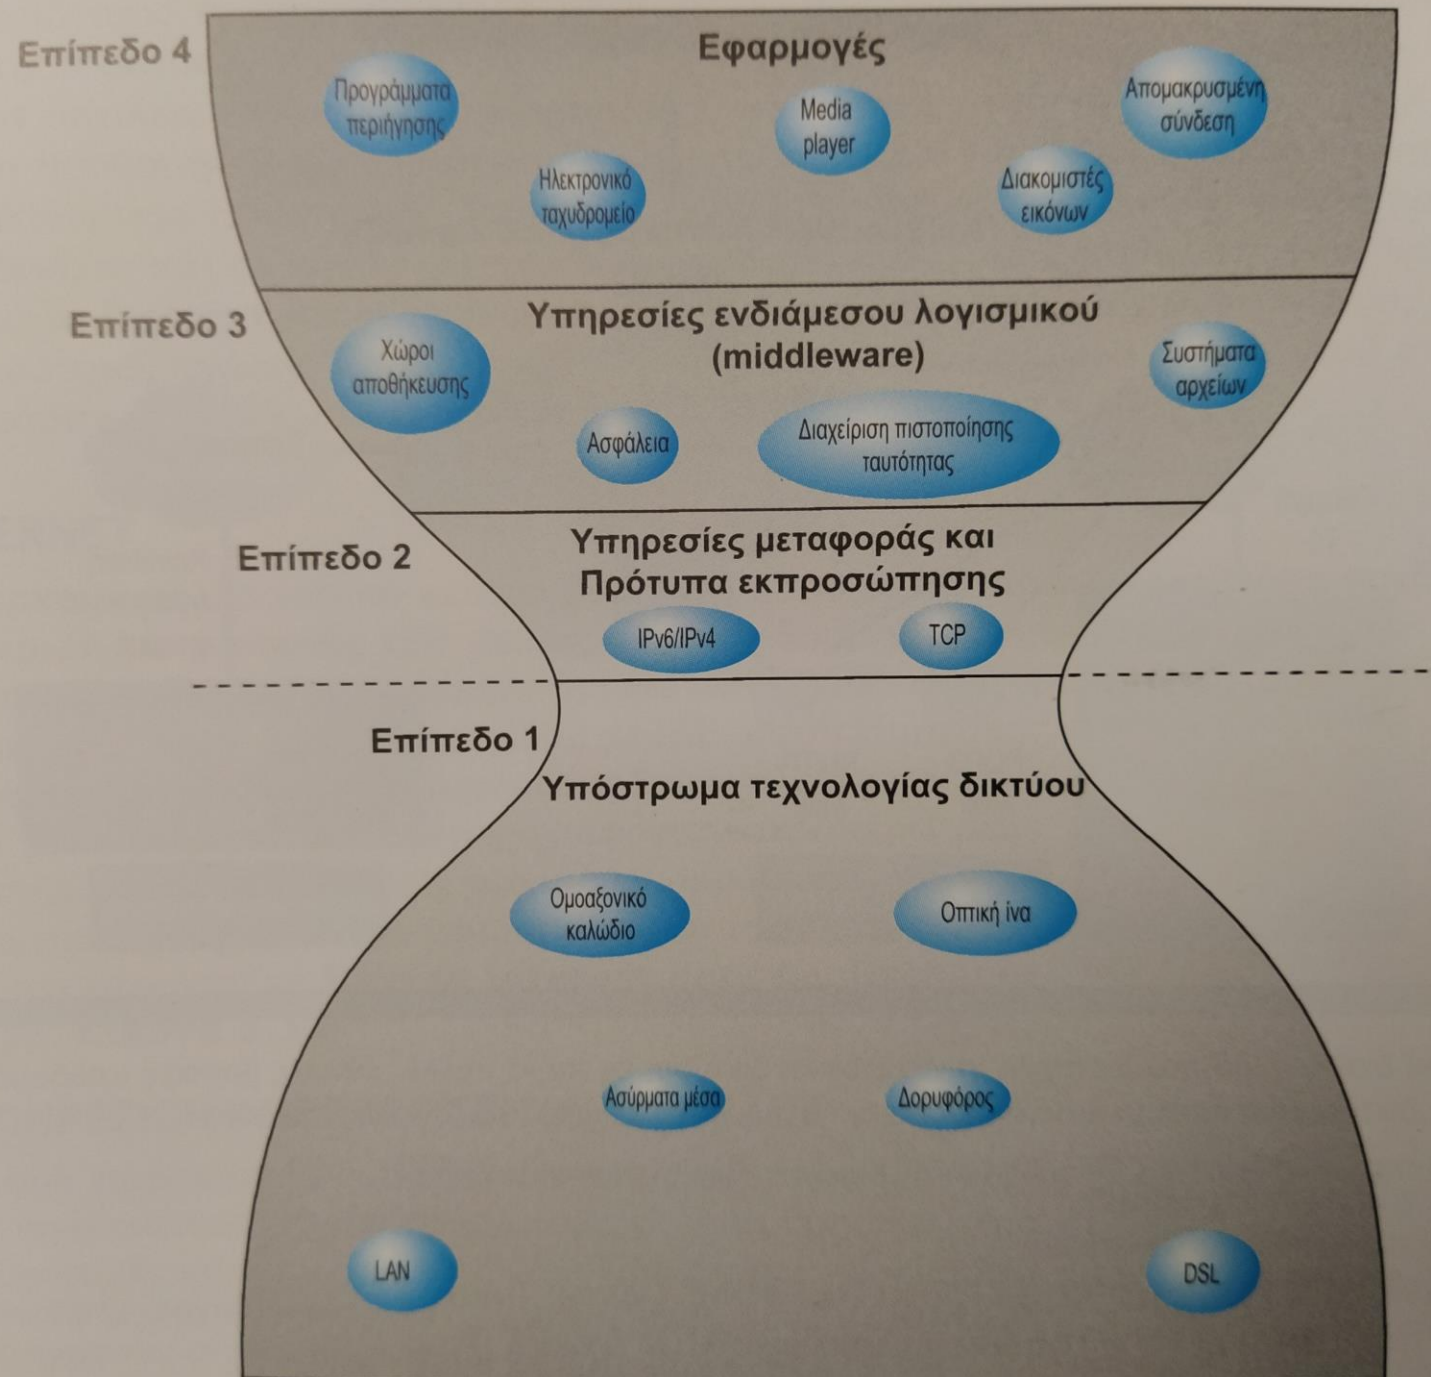 Επίπεδο 4
Εφαρμογές
Προγράμματα
περιήγησης
Media
player
Απομακρυσμένη
σύνδεση
Ηλεκτρονικό
ταχυδρομείο
Διακομιστές
εικόνων
Επίπεδο 3
Υπηρεσίες ενδιάμεσου λογισμικού
(middleware)
Χώροι
αποθήκευσης
Συστήματα
αρχείων
Ασφάλεια
Διαχείριση πιστοποίησης
ταυτότητας
Επίπεδο 2
Υπηρεσίες μεταφοράς και
Πρότυπα εκπροσώπησης
IPv6/IPv4
TCP
Επίπεδο 1
Υπόστρωμα τεχνολογίας δικτύου
Ομοαξονικό
καλώδιο
Οπτική ίνα
Ασύρματα μέσα
Δορυφόρος
LAN
DSL